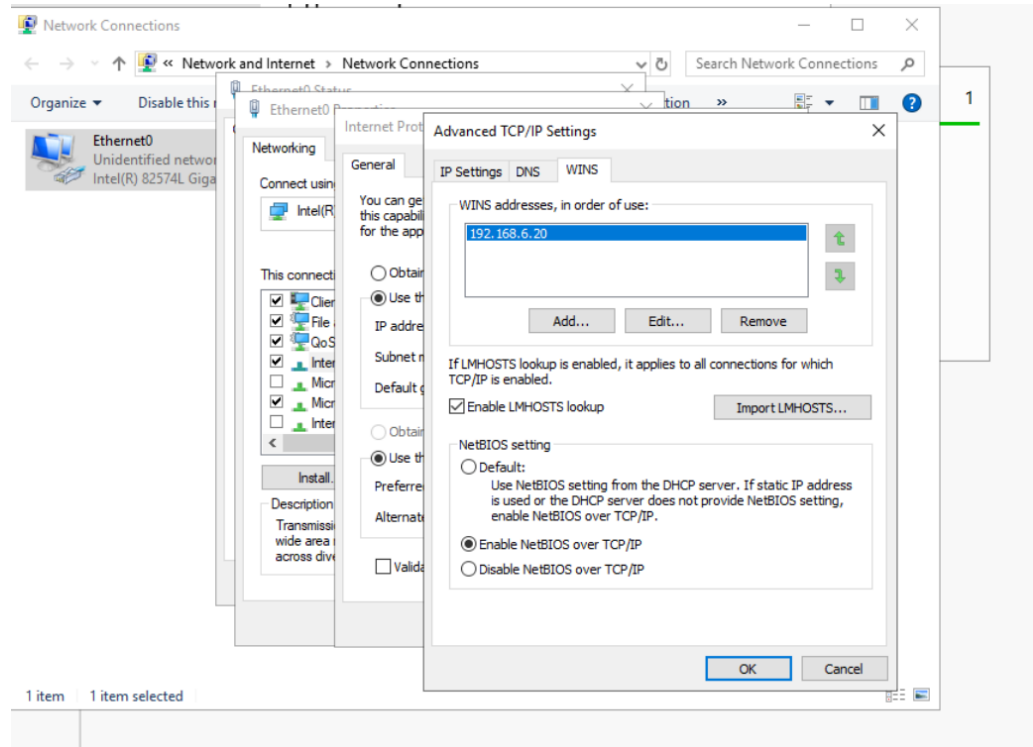 Network Connections
« Network and Internet › Network Connections
Search Network Connections
Organize
Disable this
tion »
1
Ethernet0
Unidentified networ
Intel(R) 82574L Giga
Ethernet0 Status
Ethernet0 Properties
Networking
Connect usin
Intel(R
This connecti
Clien
File
QoS
Inter
Micr
Micr
Inter
Install.
Description
Transmissi
wide area
across dive
Internet Prot
General
You can ge
this capabil
for the app
Obtain
Use th
IP addre
Subnet m
Default g
Obtain
Use th
Preferre
Alternat
Valida
Advanced TCP/IP Settings
IP Settings DNS WINS
WINS addresses, in order of use:
192.168.6.20
Add... Edit... Remove
If LMHOSTS lookup is enabled, it applies to all connections for which
TCP/IP is enabled.
Enable LMHOSTS lookup
Import LMHOSTS...
NetBIOS setting
Default:
Use NetBIOS setting from the DHCP server. If static IP address
is used or the DHCP server does not provide NetBIOS setting,
enable NetBIOS over TCP/IP.
Enable NetBIOS over TCP/IP
Disable NetBIOS over TCP/IP
OK Cancel
1 item 1 item selected